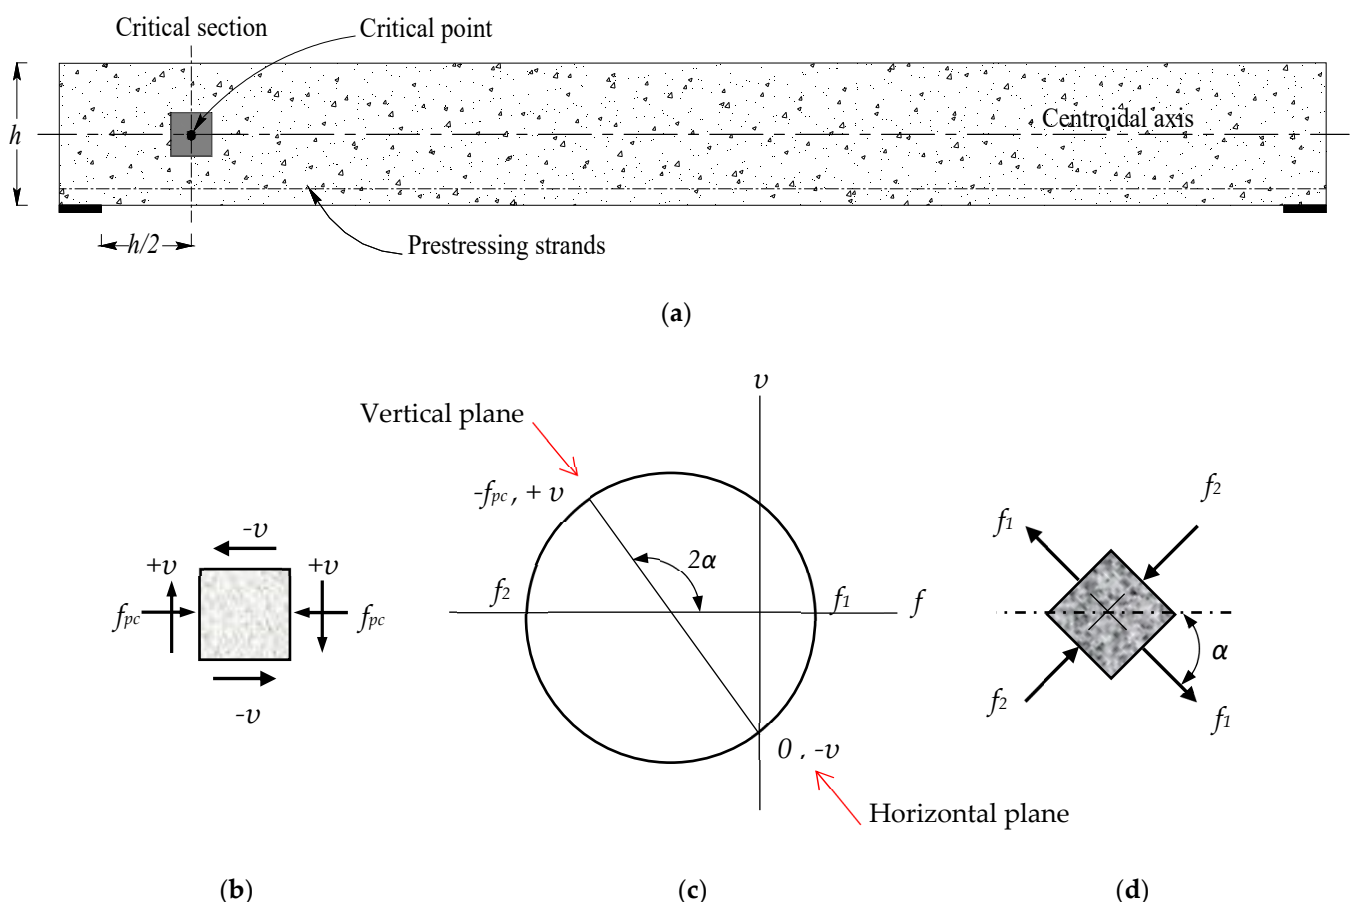 Critical section
Critical point
h
Centroidal axis
h/2
Prestressing strands
(a)
υ
Vertical plane
-fpc , + υ
2α
f2
f1
f
0 , -υ
Horizontal plane
-υ
+υ
+υ
fpc
fpc
-υ
f1
f2
α
f2
f1
(b)
(c)
(d)